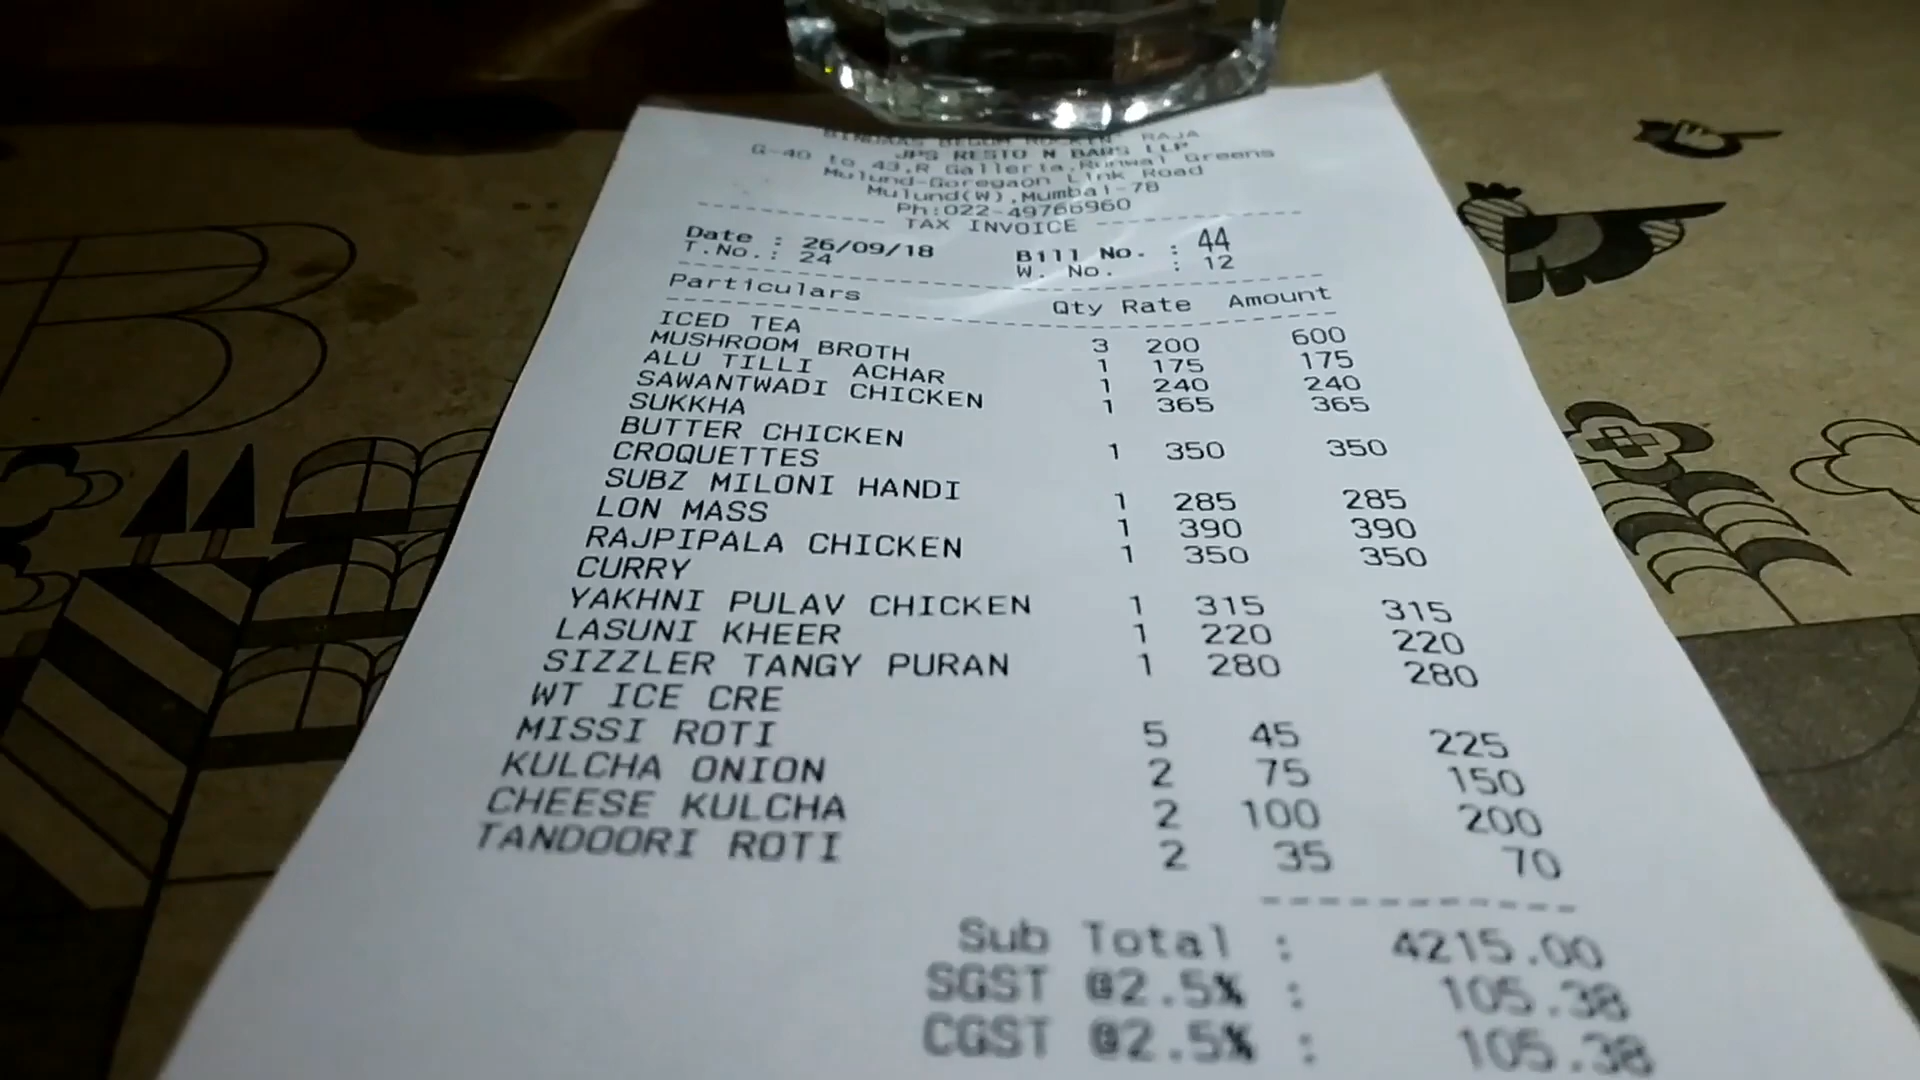 RAJA
JPS RESTO N BARS LLP
G-40 to 43,R Galleria,Runwal Greens
Mulund-Goregaon Link Road
Mulund(W),Mumbai-78
Ph:022-49766960
TAX INVOICE
Date : 26/09/18 Bill No. : 44
T.No.: 24 W. No. : 12
Particulars Qty Rate Amount
ICED TEA 3 200 600
MUSHROOM BROTH 1 175 175
ALU TILLI ACHAR 1 240 240
SAWANTWADI CHICKEN 1 365 365
SUKKHA
BUTTER CHICKEN 1 350 350
CROQUETTES
SUBZ MILONI HANDI 1 285 285
LON MASS 1 390 390
RAJPIPALA CHICKEN 1 350 350
CURRY
YAKHNI PULAV CHICKEN 1 315 315
LASUNI KHEER 1 220 220
SIZZLER TANGY PURAN 1 280 280
WT ICE CRE
MISSI ROTI 5 45 225
KULCHA ONION 2 75 150
CHEESE KULCHA 2 100 200
TANDOORI ROTI 2 35 70
Sub Total : 4215.00
SGST @2.5% : 105.38
CGST @2.5% : 105.38